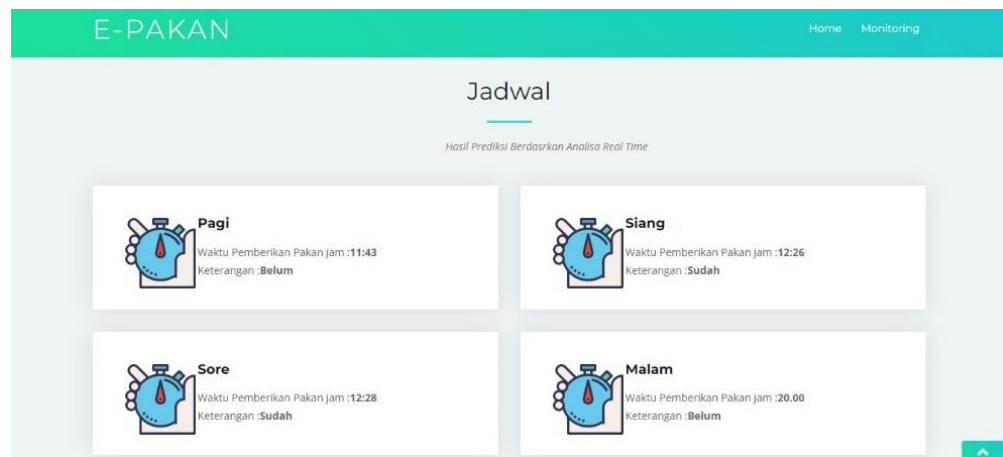 E-PAKAN
Home Monitoring
Jadwal
Hasil Prediksi Berdasrkan Analisa Real Time
Pagi
Waktu Pemberikan Pakan jam :11:43
Keterangan :Belum
Siang
Waktu Pemberikan Pakan jam :12:26
Keterangan :Sudah
Sore
Waktu Pemberikan Pakan jam :12:28
Keterangan :Sudah
Malam
Waktu Pemberikan Pakan jam :20.00
Keterangan :Belum